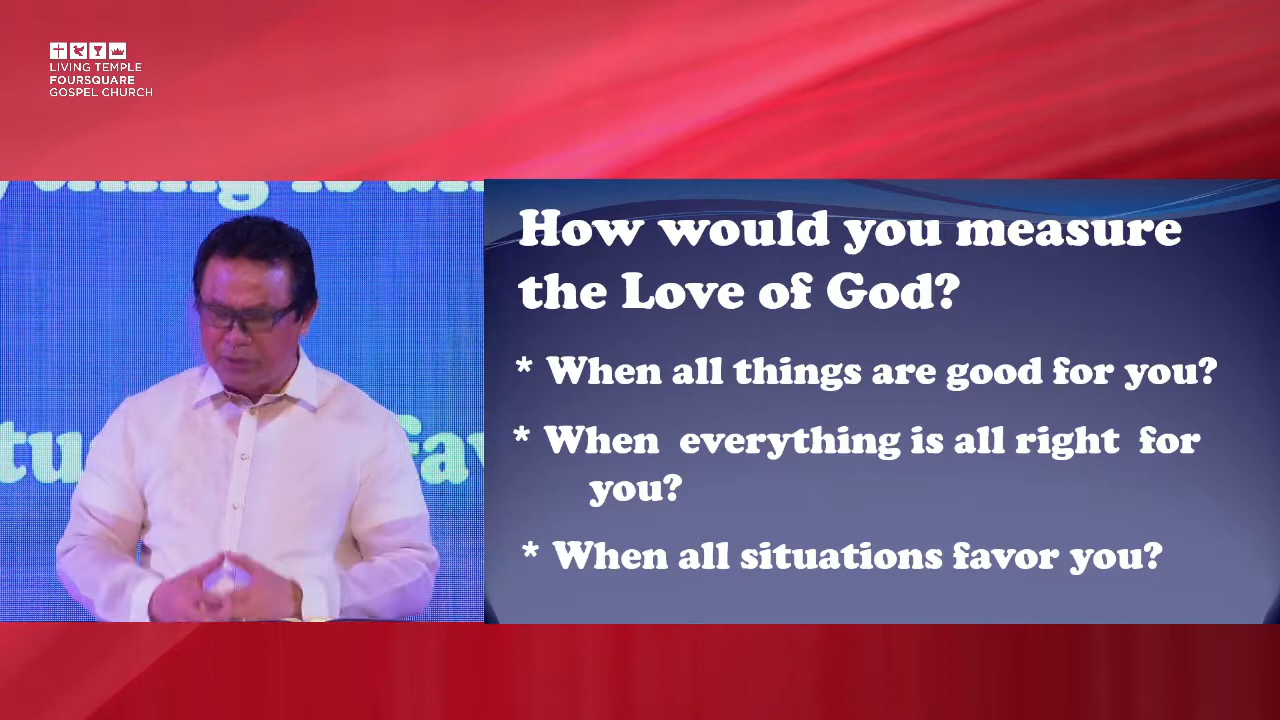 LIVING TEMPLE
FOURSQUARE
GOSPEL CHURCH
How would you measure
the Love of God?
* When all things are good for you?
* When everything is all right for
you?
* When all situations favor you?